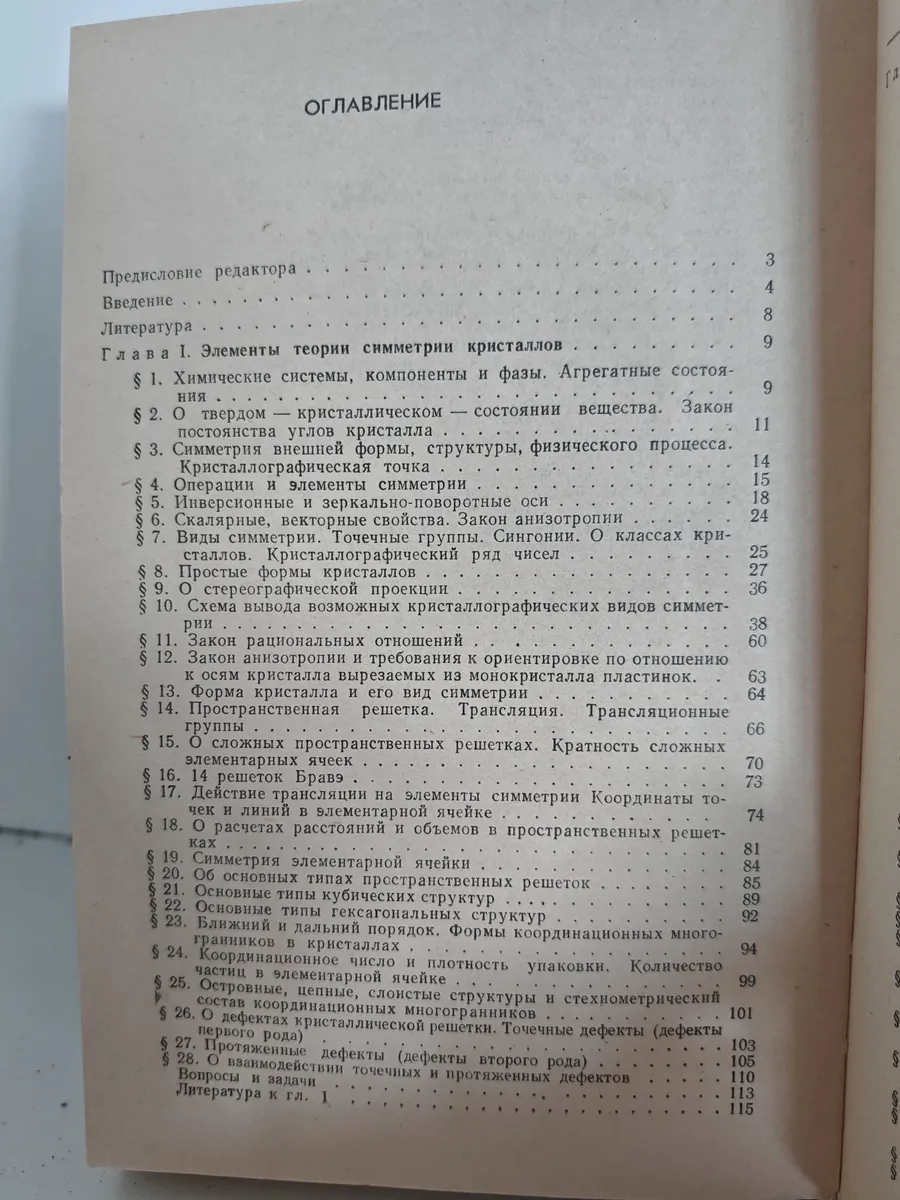 ОГЛАВЛЕНИЕ
Предисловие редактора . . . . . . . . . . . . . . . . . . 3
Введение . . . . . . . . . . . . . . . . . . . . . . . . 4
Литература . . . . . . . . . . . . . . . . . . . . . . . 8
Глава I. Элементы теории симметрии кристаллов . . . . . . . . 9
§ 1. Химические системы, компоненты и фазы. Агрегатные состоя-
ния . . . . . . . . . . . . . . . . . . . . . . . . 9
§ 2. О твердом — кристаллическом — состоянии вещества. Закон
постоянства углов кристалла . . . . . . . . . . . . . . 11
§ 3. Симметрия внешней формы, структуры, физического процесса.
Кристаллографическая точка . . . . . . . . . . . . . . 14
§ 4. Операции и элементы симметрии . . . . . . . . . . . . 15
§ 5. Инверсионные и зеркально-поворотные оси . . . . . . . . 18
§ 6. Скалярные, векторные свойства. Закон анизотропии . . . . . 24
§ 7. Виды симметрии. Точечные группы. Сингонии. О классах кри-
сталлов. Кристаллографический ряд чисел . . . . . . . . 25
§ 8. Простые формы кристаллов . . . . . . . . . . . . . . 27
§ 9. О стереографической проекции . . . . . . . . . . . . . 36
§ 10. Схема вывода возможных кристаллографических видов симмет-
рии . . . . . . . . . . . . . . . . . . . . . . . . 38
§ 11. Закон рациональных отношений . . . . . . . . . . . . 60
§ 12. Закон анизотропии и требования к ориентировке по отношению
к осям кристалла вырезаемых из монокристалла пластинок. . 63
§ 13. Форма кристалла и его вид симметрии . . . . . . . . . 64
§ 14. Пространственная решетка. Трансляция. Трансляционные
группы . . . . . . . . . . . . . . . . . . . . . . . 66
§ 15. О сложных пространственных решетках. Кратность сложных
элементарных ячеек . . . . . . . . . . . . . . . . . 70
§ 16. 14 решеток Бравэ . . . . . . . . . . . . . . . . . . 73
§ 17. Действие трансляции на элементы симметрии Координаты то-
чек и линий в элементарной ячейке . . . . . . . . . . . 74
§ 18. О расчетах расстояний и объемов в пространственных решет-
ках . . . . . . . . . . . . . . . . . . . . . . . . 81
§ 19. Симметрия элементарной ячейки . . . . . . . . . . . . 84
§ 20. Об основных типах пространственных решеток . . . . . . . 85
§ 21. Основные типы кубических структур . . . . . . . . . . . 89
§ 22. Основные типы гексагональных структур . . . . . . . . . 92
§ 23. Ближний и дальний порядок. Формы координационных много-
гранников в кристаллах . . . . . . . . . . . . . . . . 94
§ 24. Координационное число и плотность упаковки. Количество
частиц в элементарной ячейке . . . . . . . . . . . . . 99
§ 25. Островные, цепные, слоистые структуры и стехиометрический
состав координационных многогранников . . . . . . . . . 101
§ 26. О дефектах кристаллической решетки. Точечные дефекты (дефекты
первого рода) . . . . . . . . . . . . . . . . . . . . 103
§ 27. Протяженные дефекты (дефекты второго рода) . . . . . . . 105
§ 28. О взаимодействии точечных и протяженных дефектов . . . . . 110
Вопросы и задачи . . . . . . . . . . . . . . . . . . . 113
Литература к гл. I . . . . . . . . . . . . . . . . . . 115